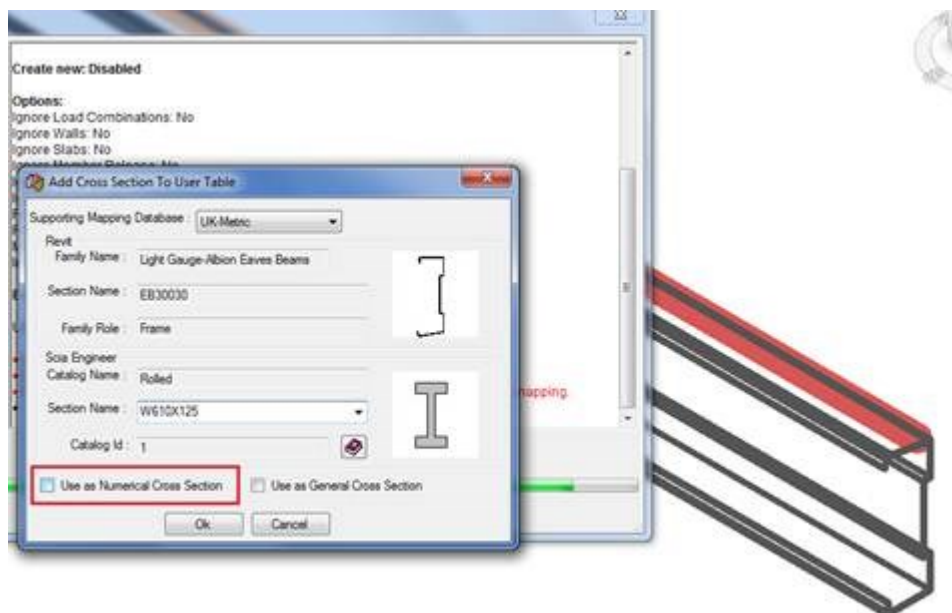 Create new: Disabled
Options:
Ignore Load Combinations: No
Ignore Walls: No
Ignore Slabs: No
Add Cross Section To User Table
Supporting Mapping Database : UK-Metric
Revit
Family Name : Light Gauge-Albion Eaves Beams
Section Name : EB30030
Family Role : Frame
Scia Engineer
Catalog Name : Rolled
Section Name : W610X125
Catalog Id : 1
mapping.
Use as Numerical Cross Section Use as General Cross Section
Ok Cancel